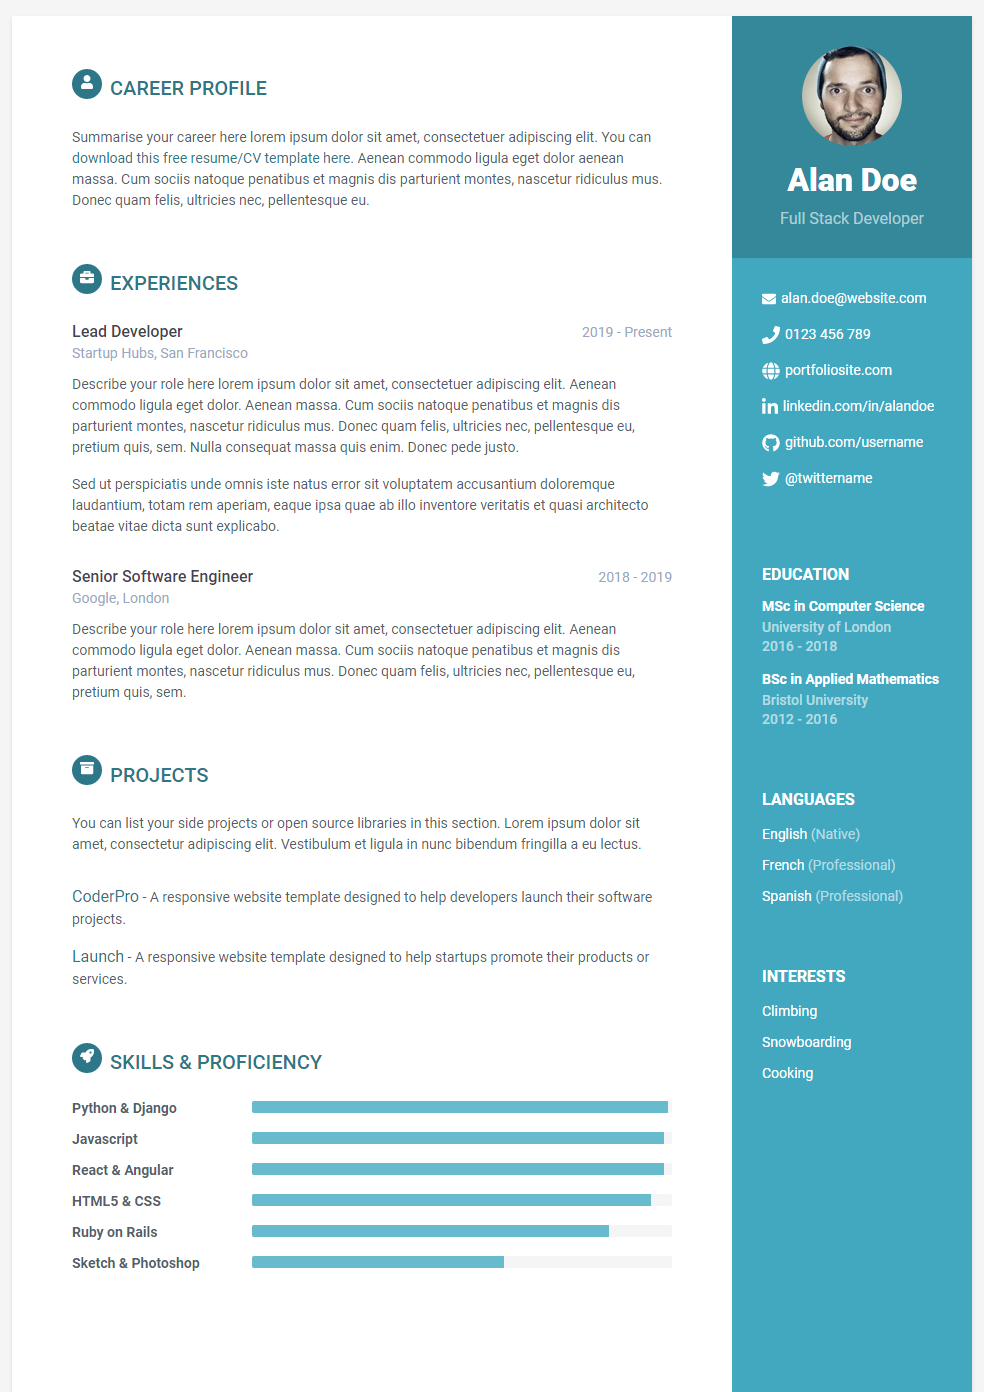 CAREER PROFILE
Summarise your career here lorem ipsum dolor sit amet, consectetuer adipiscing elit. You can
download this free resume/CV template here. Aenean commodo ligula eget dolor aenean
massa. Cum sociis natoque penatibus et magnis dis parturient montes, nascetur ridiculus mus.
Donec quam felis, ultricies nec, pellentesque eu.
EXPERIENCES
Lead Developer 2019 - Present
Startup Hubs, San Francisco
Describe your role here lorem ipsum dolor sit amet, consectetuer adipiscing elit. Aenean
commodo ligula eget dolor. Aenean massa. Cum sociis natoque penatibus et magnis dis
parturient montes, nascetur ridiculus mus. Donec quam felis, ultricies nec, pellentesque eu,
pretium quis, sem. Nulla consequat massa quis enim. Donec pede justo.
Sed ut perspiciatis unde omnis iste natus error sit voluptatem accusantium doloremque
laudantium, totam rem aperiam, eaque ipsa quae ab illo inventore veritatis et quasi architecto
beatae vitae dicta sunt explicabo.
Senior Software Engineer 2018 - 2019
Google, London
Describe your role here lorem ipsum dolor sit amet, consectetuer adipiscing elit. Aenean
commodo ligula eget dolor. Aenean massa. Cum sociis natoque penatibus et magnis dis
parturient montes, nascetur ridiculus mus. Donec quam felis, ultricies nec, pellentesque eu,
pretium quis, sem.
PROJECTS
You can list your side projects or open source libraries in this section. Lorem ipsum dolor sit
amet, consectetur adipiscing elit. Vestibulum et ligula in nunc bibendum fringilla a eu lectus.
CoderPro - A responsive website template designed to help developers launch their software
projects.
Launch - A responsive website template designed to help startups promote their products or
services.
SKILLS & PROFICIENCY
Python & Django
Javascript
React & Angular
HTML5 & CSS
Ruby on Rails
Sketch & Photoshop
Alan Doe
Full Stack Developer
alan.doe@website.com
0123 456 789
portfoliosite.com
linkedin.com/in/alandoe
github.com/username
@twittername
EDUCATION
MSc in Computer Science
University of London
2016 - 2018
BSc in Applied Mathematics
Bristol University
2012 - 2016
LANGUAGES
English (Native)
French (Professional)
Spanish (Professional)
INTERESTS
Climbing
Snowboarding
Cooking